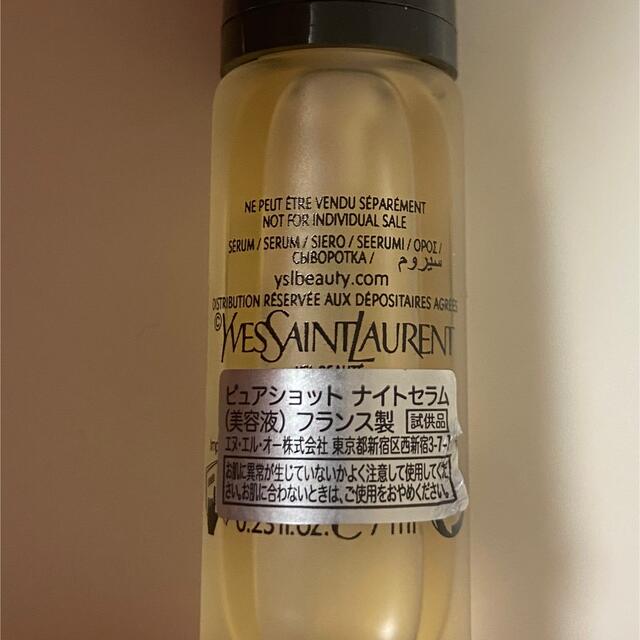 NE PEUT ÊTRE VENDU SÉPARÉMENT
NOT FOR INDIVIDUAL SALE
SÉRUM / SERUM / SIERO / SEERUMI / ΟΡΟΣ /
СЫВОРОТКА / سيروم
yslbeauty.com
DISTRIBUTION RÉSERVÉE AUX DÉPOSITAIRES AGRÉÉS
©YVESSAINTLAURENT
ピュアショット ナイトセラム
(美容液) フランス製 試供品
エヌ・エル・オー株式会社 東京都新宿区西新宿3-7-
お肌に異常が生じていないかよく注意して使用してくだ
さい。お肌に合わないときは、ご使用をおやめください。
0.23fl.oz. 7 ml